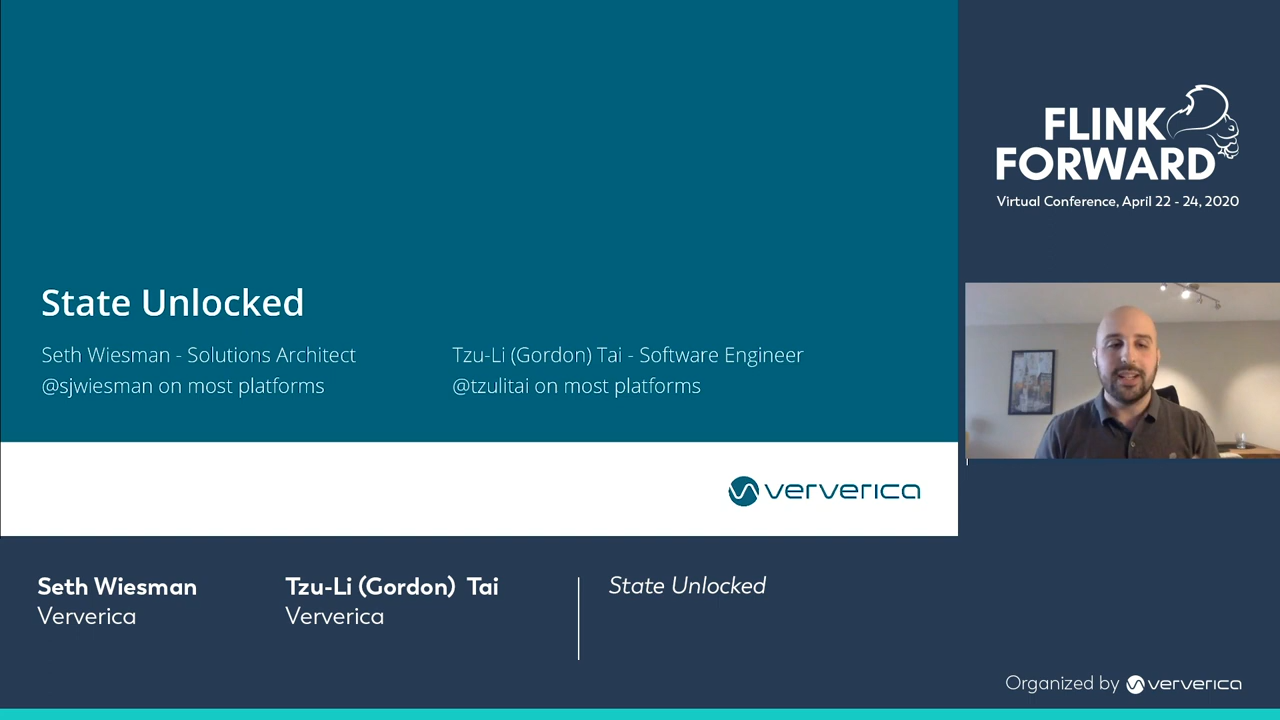 State Unlocked
Seth Wiesman - Solutions Architect
@sjwiesman on most platforms
Tzu-Li (Gordon) Tai - Software Engineer
@tzulitai on most platforms
ververica
FLINK
FORWARD
Virtual Conference, April 22 - 24, 2020
Seth Wiesman
Ververica
Tzu-Li (Gordon) Tai
Ververica
State Unlocked
Organized by ververica